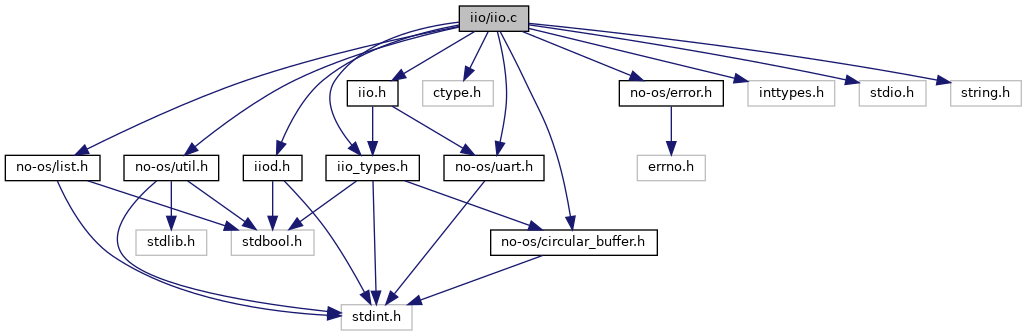 iio/iio.c
iio.h
ctype.h
no-os/error.h
inttypes.h
stdio.h
string.h
no-os/list.h
no-os/util.h
iiod.h
iio_types.h
no-os/uart.h
errno.h
stdlib.h
stdbool.h
no-os/circular_buffer.h
stdint.h